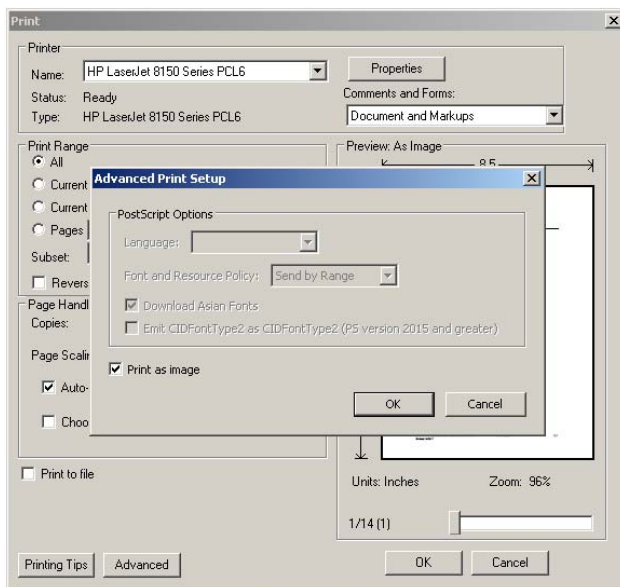 Print
Printer
Name: HP LaserJet 8150 Series PCL6 Properties
Status: Ready Comments and Forms:
Type: HP LaserJet 8150 Series PCL6 Document and Markups
Print Range Preview: As Image
All 8.5
Current
Current
Pages
Subset:
Revers
Page Handl
Copies:
Page Scalin
Auto-
Choo
Advanced Print Setup
PostScript Options
Language:
Font and Resource Policy: Send by Range
Download Asian Fonts
Emit CIDFontType2 as CIDFontType2 (PS version 2015 and greater)
Print as image
OK Cancel
Print to file
Units: Inches Zoom: 96%
1/14 (1)
Printing Tips Advanced OK Cancel